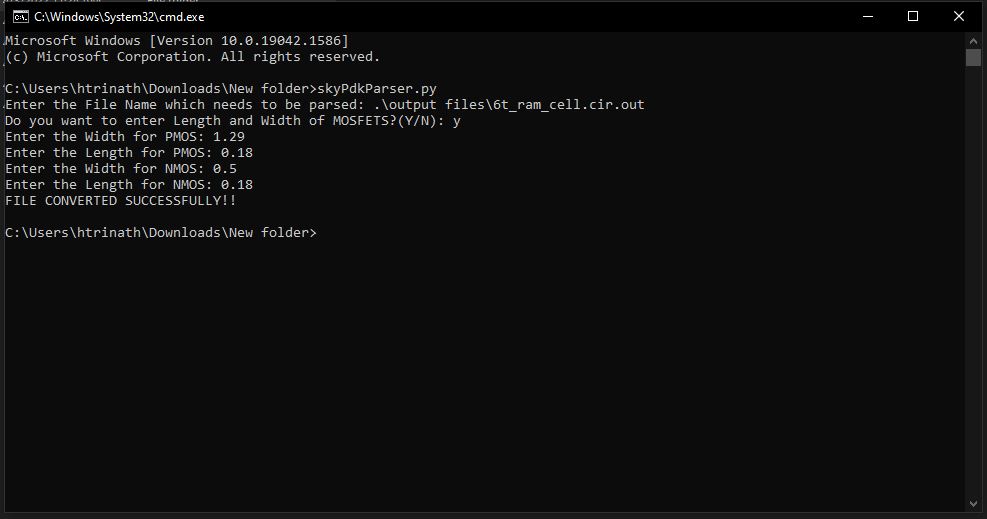 C:\Windows\System32\cmd.exe
Microsoft Windows [Version 10.0.19042.1586]
(c) Microsoft Corporation. All rights reserved.
C:\Users\htrinath\Downloads\New folder>skyPdkParser.py
Enter the File Name which needs to be parsed: .\output files\6t_ram_cell.cir.out
Do you want to enter Length and Width of MOSFETS?(Y/N): y
Enter the Width for PMOS: 1.29
Enter the Length for PMOS: 0.18
Enter the Width for NMOS: 0.5
Enter the Length for NMOS: 0.18
FILE CONVERTED SUCCESSFULLY!!
C:\Users\htrinath\Downloads\New folder>